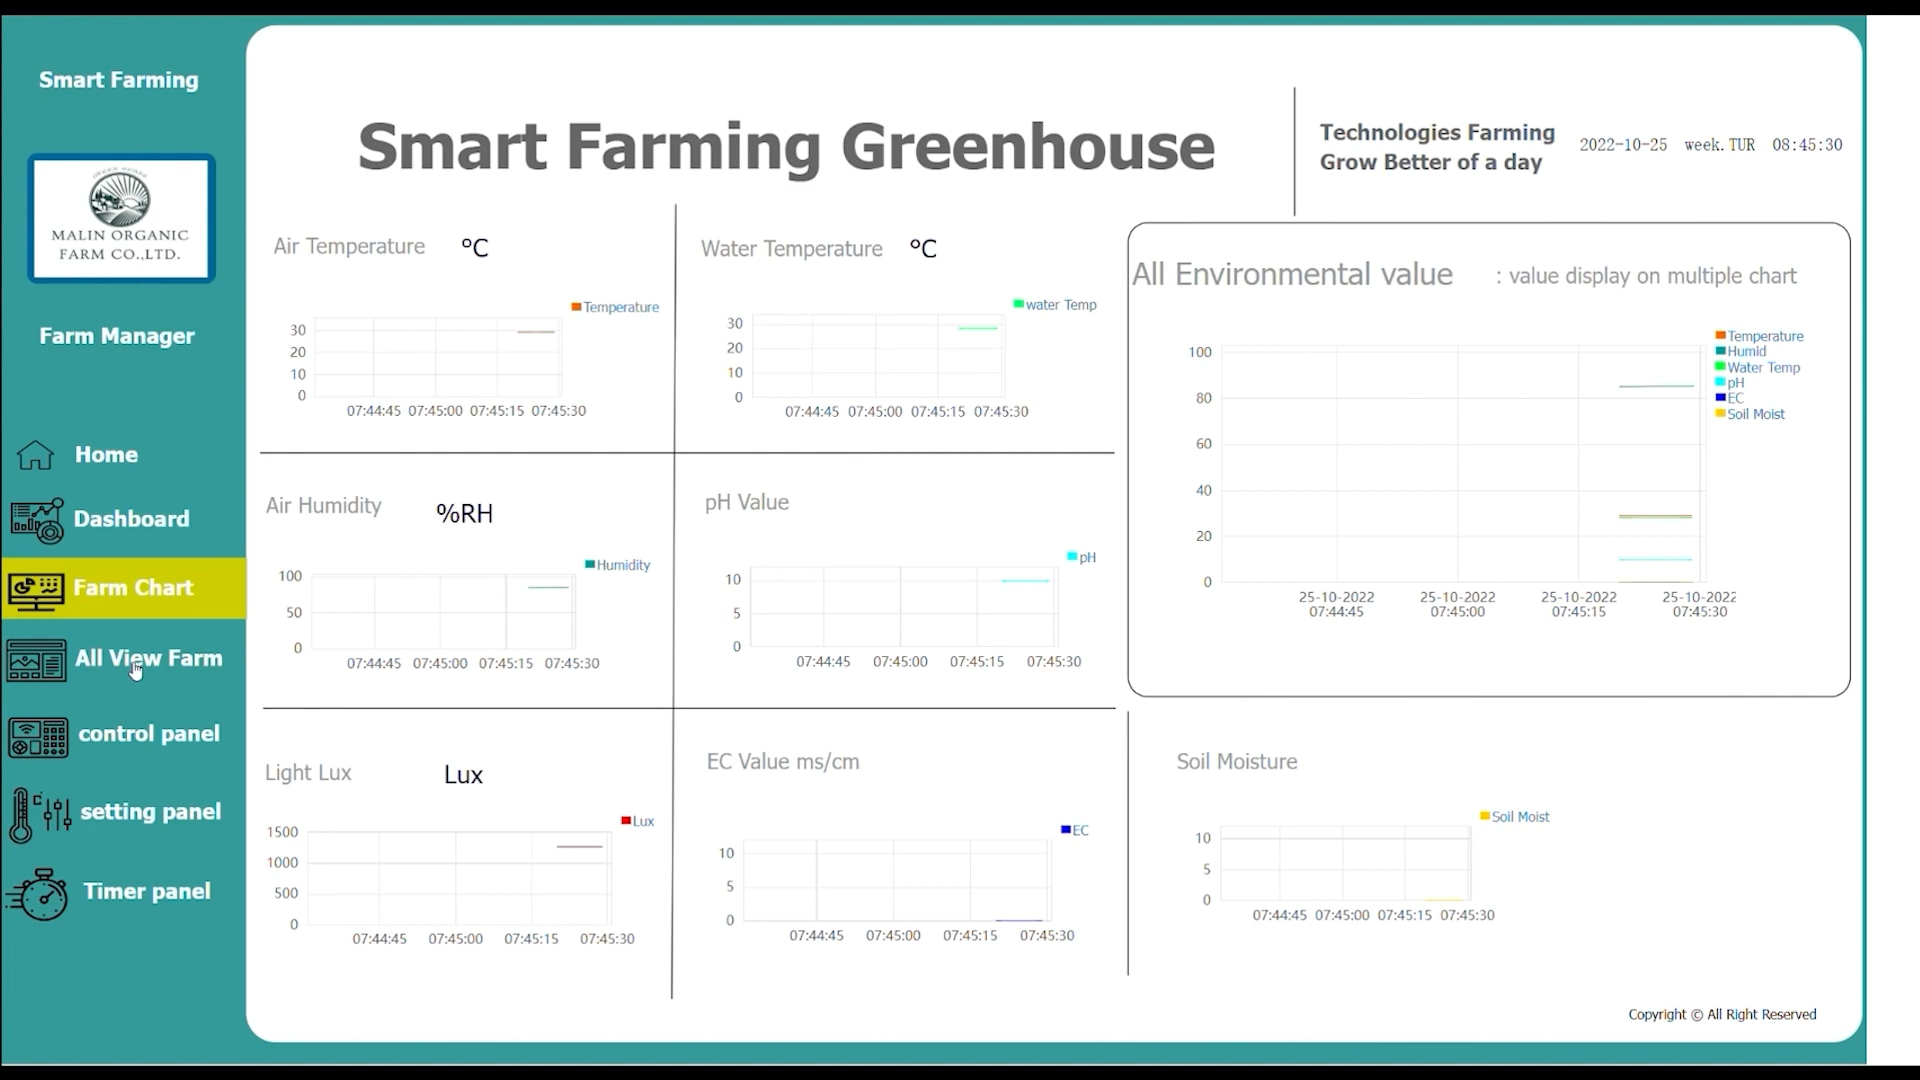 Smart Farming
MALIN ORGANIC
FARM CO.,LTD.
Farm Manager
Home
Dashboard
Farm Chart
All View Farm
control panel
setting panel
Timer panel
Smart Farming Greenhouse
Technologies Farming
Grow Better of a day
2022-10-25 week.TUR 08:45:30
Air Temperature °C
Temperature
30
20
10
0
07:44:45 07:45:00 07:45:15 07:45:30
Water Temperature °C
water Temp
30
20
10
0
07:44:45 07:45:00 07:45:15 07:45:30
All Environmental value : value display on multiple chart
Temperature
Humid
Water Temp
pH
EC
Soil Moist
100
80
60
40
20
0
25-10-2022 25-10-2022 25-10-2022 25-10-2022
07:44:45 07:45:00 07:45:15 07:45:30
Air Humidity %RH
Humidity
100
50
0
07:44:45 07:45:00 07:45:15 07:45:30
pH Value
pH
10
5
0
07:44:45 07:45:00 07:45:15 07:45:30
Light Lux Lux
Lux
1500
1000
500
0
07:44:45 07:45:00 07:45:15 07:45:30
EC Value ms/cm
EC
10
5
0
07:44:45 07:45:00 07:45:15 07:45:30
Soil Moisture
Soil Moist
10
5
0
07:44:45 07:45:00 07:45:15 07:45:30
Copyright © All Right Reserved